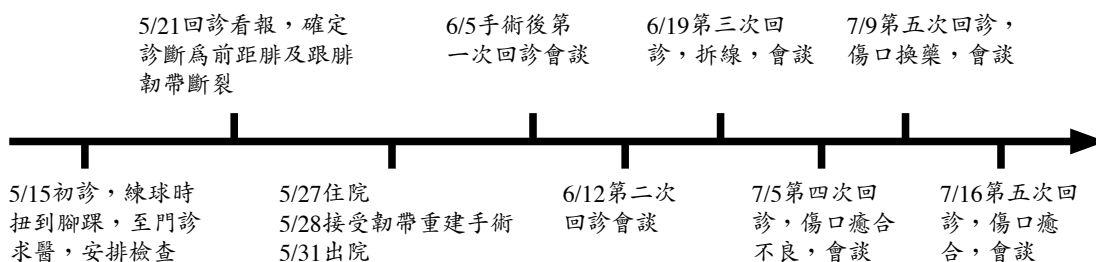 5/21回診看報，確定
診斷為前距腓及跟腓
韌帶斷裂
6/5手術後第
一次回診會談
6/19第三次回
診，拆線，會談
7/9第五次回診，
傷口換藥，會談
5/15初診，練球時
扭到腳踝，至門診
求醫，安排檢查
5/27住院
5/28接受韌帶重建手術
5/31出院
6/12第二次
回診會談
7/5第四次回
診，傷口癒合
不良，會談
7/16第五次回
診，傷口癒
合，會談